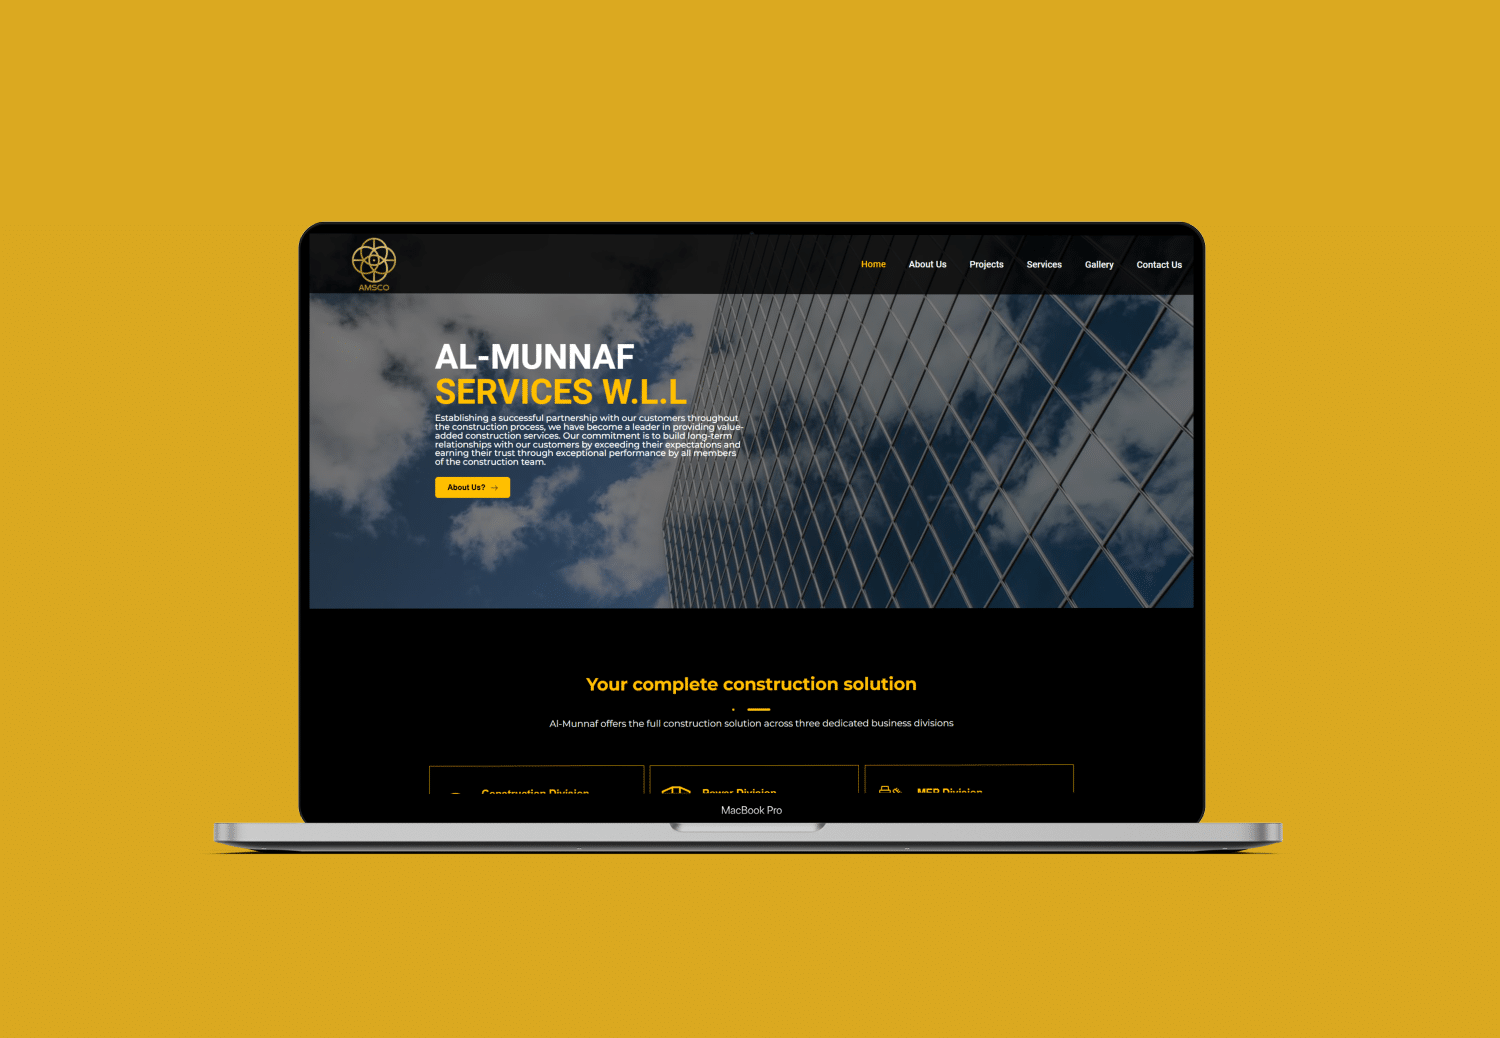 AMSCO
Home About Us Projects Services Gallery Contact Us
AL-MUNNAF
SERVICES W.L.L
Establishing a successful partnership with our customers throughout
the construction process, we have become a leader in providing value-
added construction services. Our commitment is to build long-term
relationships with our customers by exceeding their expectations and
earning their trust through exceptional performance by all members
of the construction team.
About Us?
Your complete construction solution
Al-Munnaf offers the full construction solution across three dedicated business divisions
Construction Division Power Division MEP Division
MacBook Pro